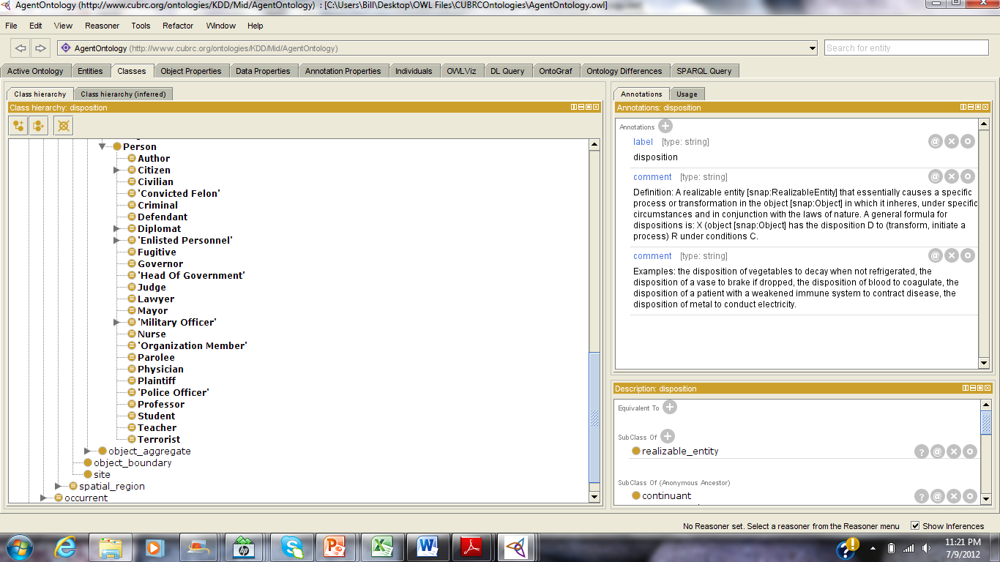 AgentOntology (http://www.cubrc.org/ontologies/KDD/Mid/AgentOntology) : [C:\Users\Bill\Desktop\OWL Files\CUBRCOntologies\AgentOntology.owl]
File Edit View Reasoner Tools Refactor Window Help
AgentOntology (http://www.cubrc.org/ontologies/KDD/Mid/AgentOntology)
Search for entity
Active Ontology Entities Classes Object Properties Data Properties Annotation Properties Individuals OWLViz DL Query OntoGraf Ontology Differences SPARQL Query
Class hierarchy Class hierarchy (inferred)
Class hierarchy: disposition
Person
Author
Citizen
Civilian
'Convicted Felon'
Criminal
Defendant
Diplomat
'Enlisted Personnel'
Fugitive
Governor
'Head Of Government'
Judge
Lawyer
Mayor
'Military Officer'
Nurse
'Organization Member'
Parolee
Physician
Plaintiff
'Police Officer'
Professor
Student
Teacher
Terrorist
object_aggregate
object_boundary
site
spatial_region
occurrent
Annotations Usage
Annotations: disposition
Annotations
label [type: string]
disposition
comment [type: string]
Definition: A realizable entity [snap:RealizableEntity] that essentially causes a specific
process or transformation in the object [snap:Object] in which it inheres, under specific
circumstances and in conjunction with the laws of nature. A general formula for
dispositions is: X (object [snap:Object] has the disposition D to (transform, initiate a
process) R under conditions C.
comment [type: string]
Examples: the disposition of vegetables to decay when not refrigerated, the
disposition of a vase to brake if dropped, the disposition of blood to coagulate, the
disposition of a patient with a weakened immune system to contract disease, the
disposition of metal to conduct electricity.
Description: disposition
Equivalent To
SubClass Of
realizable_entity
SubClass Of (Anonymous Ancestor)
continuant
No Reasoner set. Select a reasoner from the Reasoner menu Show Inferences
11:21 PM
7/9/2012